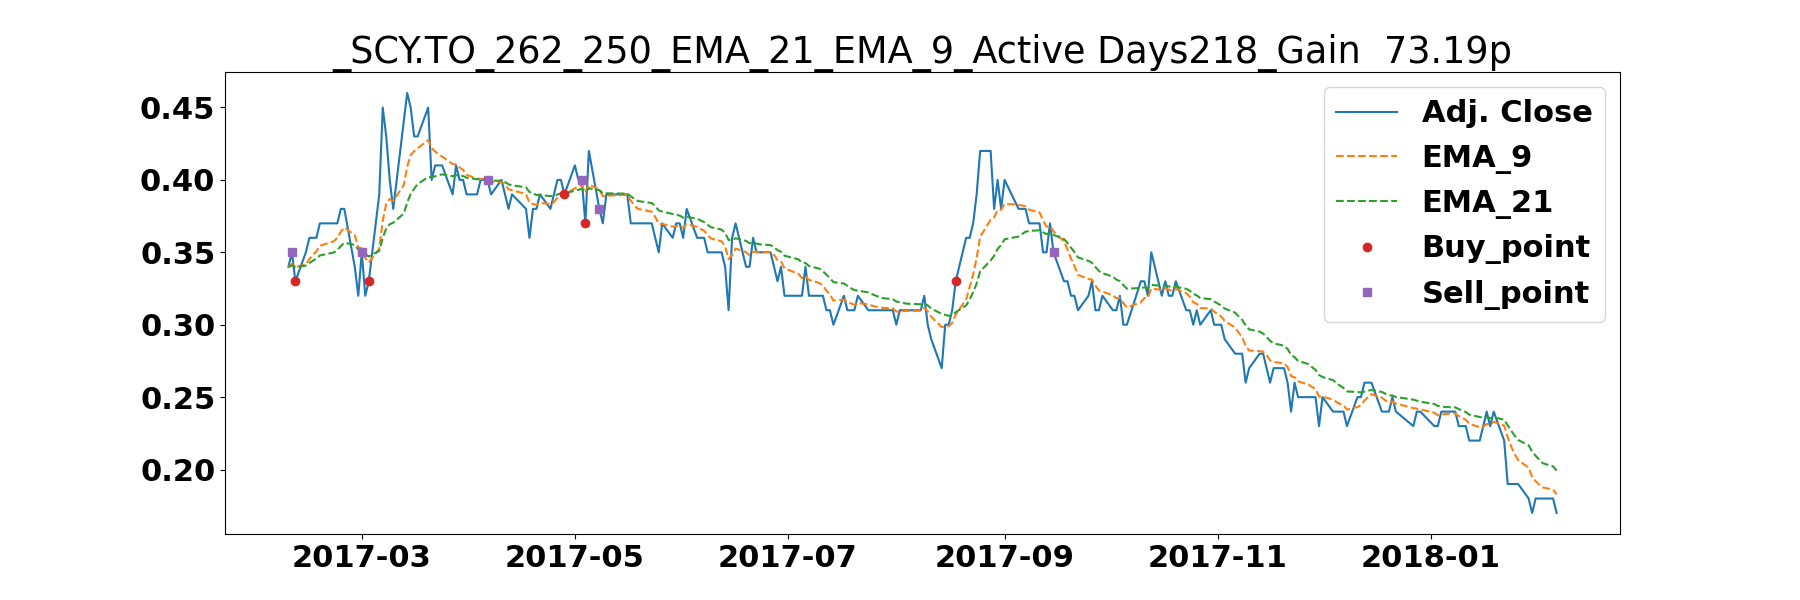 _SCY.TO_262_250_EMA_21_EMA_9_Active Days218_Gain  73.19p
0.45
0.40
0.35
0.30
0.25
0.20
Adj. Close
EMA_9
EMA_21
Buy_point
Sell_point
2017-03 2017-05 2017-07 2017-09 2017-11 2018-01